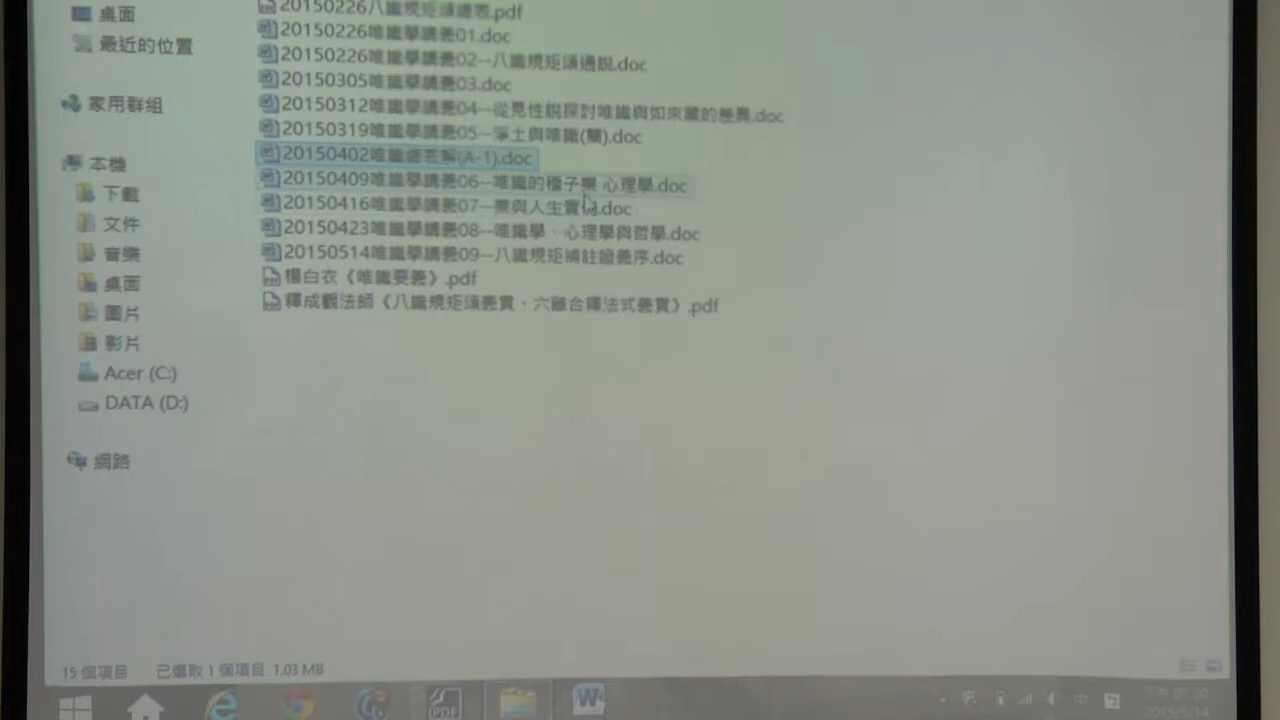 桌面
最近的位置
家用群組
本機
下載
文件
音樂
桌面
圖片
影片
Acer (C:)
DATA (D:)
網路
20150226八識規矩頌總表.pdf
20150226唯識學講義01.doc
20150226唯識學講義02--八識規矩頌通說.doc
20150305唯識學講義03.doc
20150312唯識學講義04--從見性說探討唯識與如來藏的差異.doc
20150319唯識學講義05--淨土與唯識(簡).doc
20150402唯識總表解(A-1).doc
20150409唯識學講義06--唯識的種子業 心理學.doc
20150416唯識學講義07--業與人生實相.doc
20150423唯識學講義08--唯識學、心理學與哲學.doc
20150514唯識學講義09--八識規矩補註證義序.doc
楊白衣《唯識要義》.pdf
釋成觀法師《八識規矩頌義貫、六離合釋法式義貫》.pdf
15 個項目
已選取 1 個項目 1.03 MB
PDF
W
2015/5/14